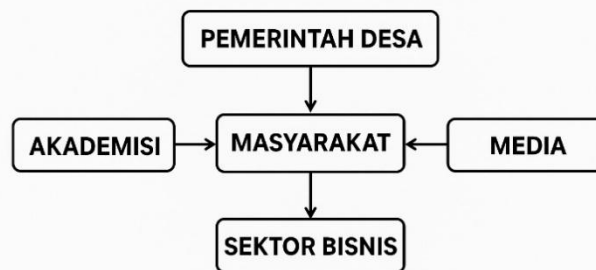 PEMERINTAH DESA
AKADEMISI
MASYARAKAT
MEDIA
SEKTOR BISNIS